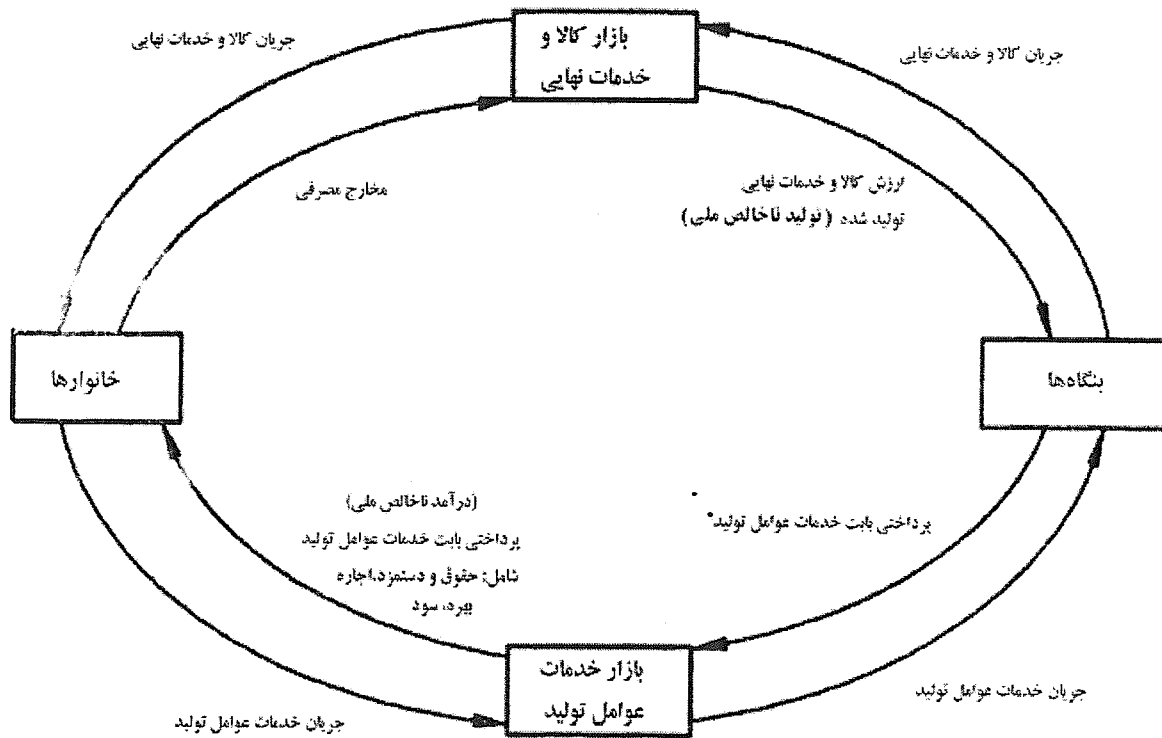 بازار کالا و
خدمات نهایی
جریان کالا و خدمات نهایی
جریان کالا و خدمات نهایی
مخارج مصرفی
ارزش کالا و خدمات نهایی
تولید شده (تولید ناخالص ملی)
بنگاه‌ها
خانوارها
(درآمد ناخالص ملی)
پرداختی بابت خدمات عوامل تولید
شامل: حقوق و دستمزد، اجاره
بهره، سود
پرداختی بابت خدمات عوامل تولید
بازار خدمات
عوامل تولید
جریان خدمات عوامل تولید
جریان خدمات عوامل تولید